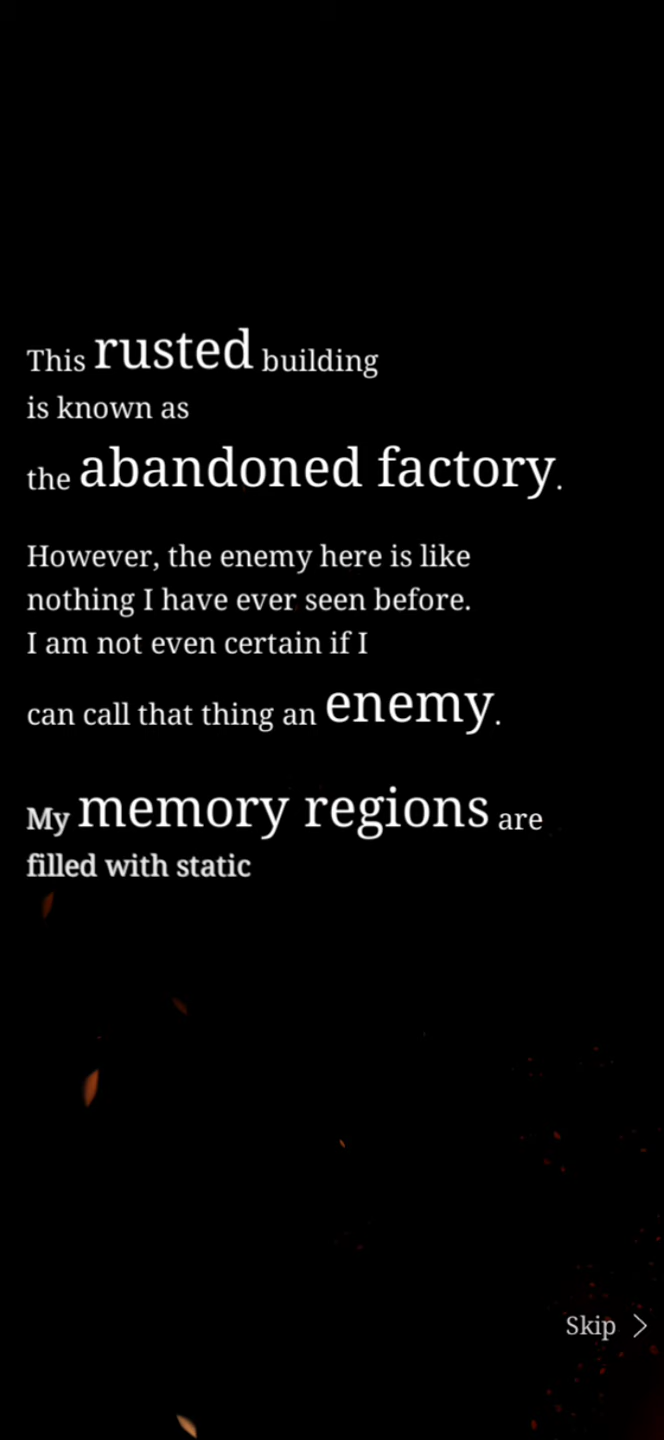 This rusted building
is known as
the abandoned factory.
However, the enemy here is like
nothing I have ever seen before.
I am not even certain if I
can call that thing an enemy.
My memory regions are
filled with static
Skip